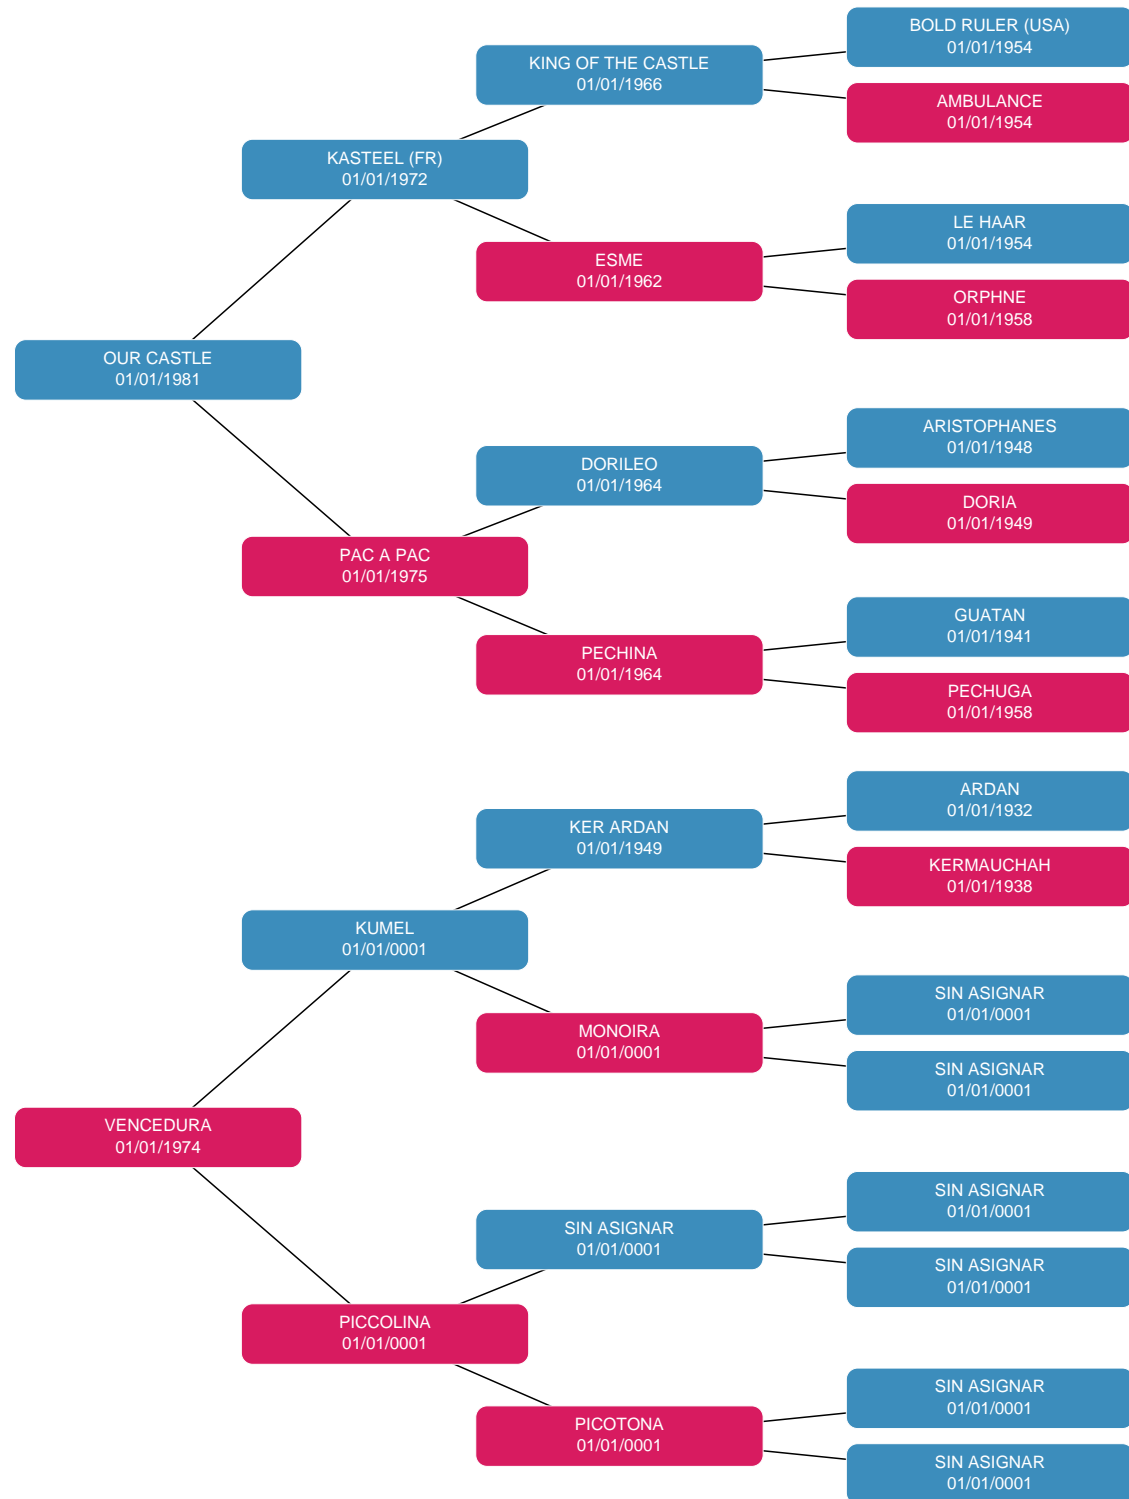 BOLD RULER (USA)
01/01/1954
KING OF THE CASTLE
01/01/1966
AMBULANCE
01/01/1954
KASTEEL (FR)
01/01/1972
LE HAAR
01/01/1954
ESME
01/01/1962
ORPHNE
01/01/1958
OUR CASTLE
01/01/1981
ARISTOPHANES
01/01/1948
DORILEO
01/01/1964
DORIA
01/01/1949
PAC A PAC
01/01/1975
GUATAN
01/01/1941
PECHINA
01/01/1964
PECHUGA
01/01/1958
ARDAN
01/01/1932
KER ARDAN
01/01/1949
KERMAUCHAH
01/01/1938
KUMEL
01/01/0001
SIN ASIGNAR
01/01/0001
MONOIRA
01/01/0001
SIN ASIGNAR
01/01/0001
VENCEDURA
01/01/1974
SIN ASIGNAR
01/01/0001
SIN ASIGNAR
01/01/0001
SIN ASIGNAR
01/01/0001
PICCOLINA
01/01/0001
SIN ASIGNAR
01/01/0001
PICOTONA
01/01/0001
SIN ASIGNAR
01/01/0001